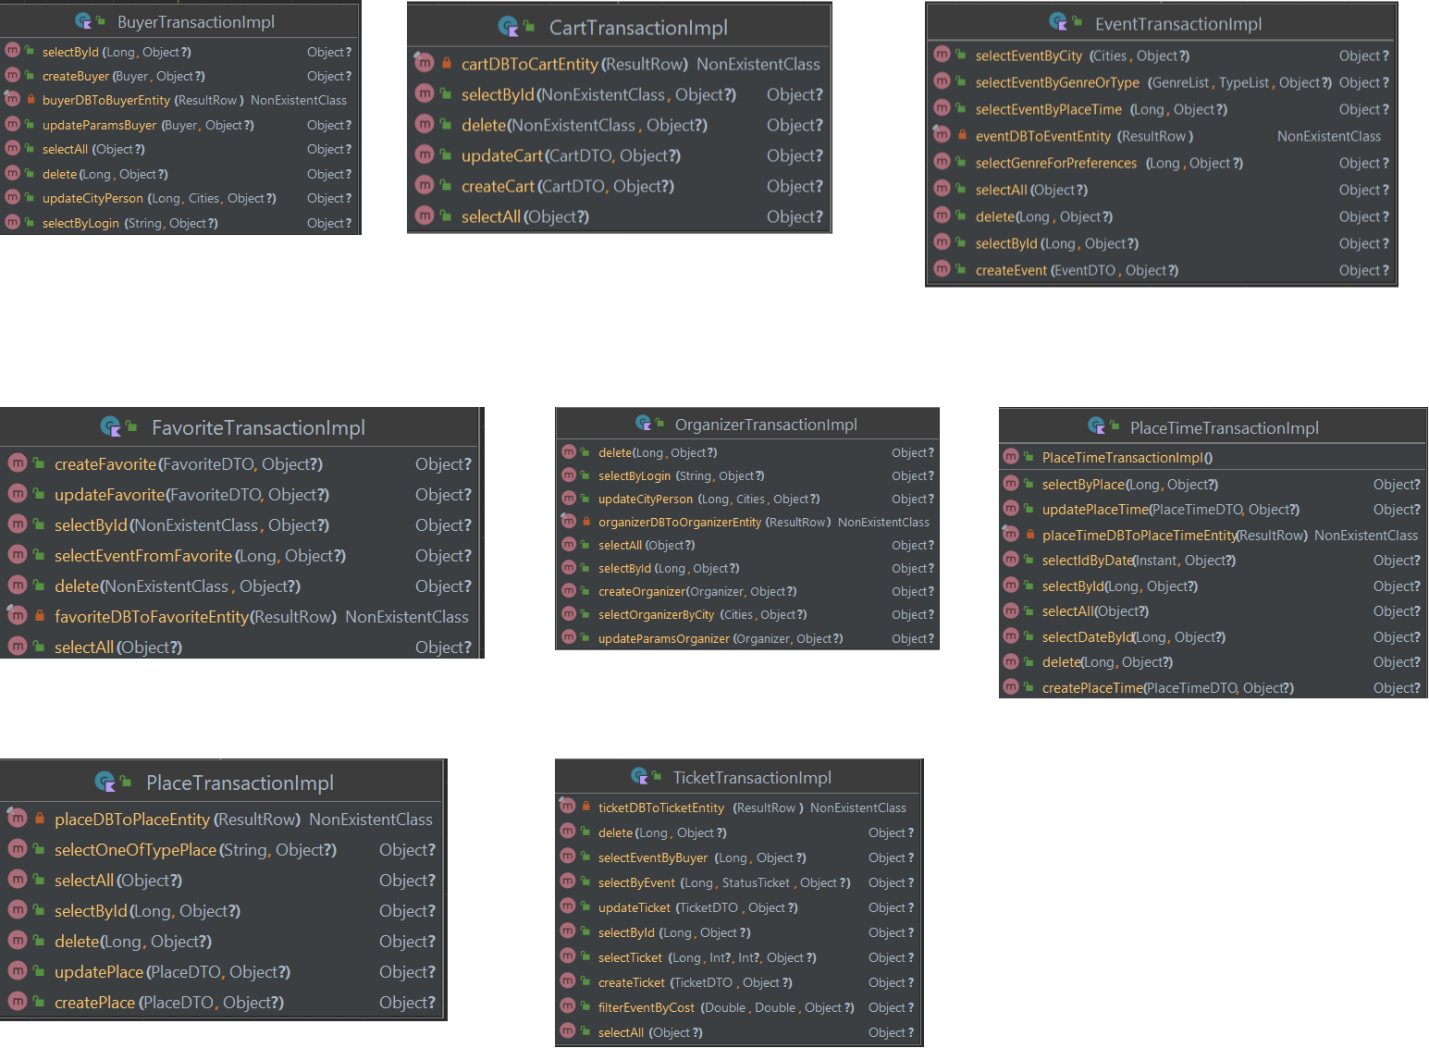 BuyerTransactionImpl
selectById (Long, Object?) Object?
createBuyer (Buyer, Object?) Object?
buyerDBToBuyerEntity (ResultRow) NonExistentClass
updateParamsBuyer (Buyer, Object?) Object?
selectAll (Object?) Object?
delete (Long, Object?) Object?
updateCityPerson (Long, Cities, Object?) Object?
selectByLogin (String, Object?) Object?
CartTransactionImpl
cartDBToCartEntity (ResultRow) NonExistentClass
selectById (NonExistentClass, Object?) Object?
delete(NonExistentClass, Object?) Object?
updateCart (CartDTO, Object?) Object?
createCart (CartDTO, Object?) Object?
selectAll (Object?) Object?
EventTransactionImpl
selectEventByCity (Cities, Object?) Object?
selectEventByGenreOrType (GenreList, TypeList, Object?) Object?
selectEventByPlaceTime (Long, Object?) Object?
eventDBToEventEntity (ResultRow) NonExistentClass
selectGenreForPreferences (Long, Object?) Object?
selectAll (Object?) Object?
delete(Long, Object?) Object?
selectById (Long, Object?) Object?
createEvent (EventDTO, Object?) Object?
FavoriteTransactionImpl
createFavorite(FavoriteDTO, Object?) Object?
updateFavorite(FavoriteDTO, Object?) Object?
selectById(NonExistentClass, Object?) Object?
selectEventFromFavorite (Long, Object?) Object?
delete(NonExistentClass, Object?) Object?
favoriteDBToFavoriteEntity(ResultRow) NonExistentClass
selectAll (Object?) Object?
OrganizerTransactionImpl
delete(Long, Object?) Object?
selectByLogin (String, Object?) Object?
updateCityPerson (Long, Cities, Object?) Object?
organizerDBToOrganizerEntity (ResultRow) NonExistentClass
selectAll (Object?) Object?
selectById (Long, Object?) Object?
createOrganizer(Organizer, Object?) Object?
selectOrganizerByCity (Cities, Object?) Object?
updateParamsOrganizer (Organizer, Object?) Object?
PlaceTimeTransactionImpl
PlaceTimeTransactionImpl()
selectByPlace(Long, Object?) Object?
updatePlaceTime(PlaceTimeDTO, Object?) Object?
placeTimeDBToPlaceTimeEntity(ResultRow) NonExistentClass
selectIdByDate(Instant, Object?) Object?
selectById(Long, Object?) Object?
selectAll(Object?) Object?
selectDateById(Long, Object?) Object?
delete(Long, Object?) Object?
createPlaceTime(PlaceTimeDTO, Object?) Object?
PlaceTransactionImpl
placeDBToPlaceEntity (ResultRow) NonExistentClass
selectOneOfTypePlace (String, Object?) Object?
selectAll (Object?) Object?
selectById (Long, Object?) Object?
delete(Long, Object?) Object?
updatePlace (PlaceDTO, Object?) Object?
createPlace (PlaceDTO, Object?) Object?
TicketTransactionImpl
ticketDBToTicketEntity (ResultRow) NonExistentClass
delete (Long, Object?) Object?
selectEventByBuyer (Long, Object?) Object?
selectByEvent (Long, StatusTicket, Object?) Object?
updateTicket (TicketDTO, Object?) Object?
selectById (Long, Object?) Object?
selectTicket (Long, Int?, Int?, Object?) Object?
createTicket (TicketDTO, Object?) Object?
filterEventByCost (Double, Double, Object?) Object?
selectAll (Object?) Object?